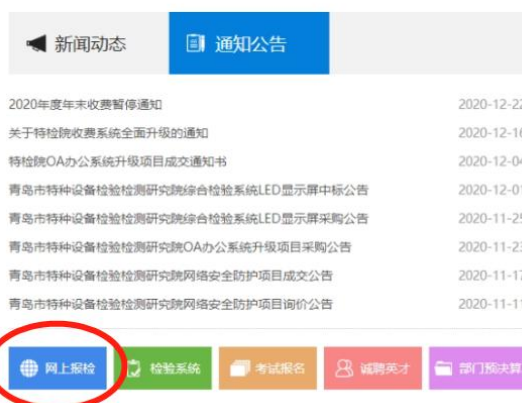 新闻动态
通知公告
2020年度年末收费暂停通知 2020-12-22
关于特检院收费系统全面升级的通知 2020-12-16
特检院OA办公系统升级项目成交通知书 2020-12-04
青岛市特种设备检验检测研究院综合检验系统LED显示屏中标公告 2020-12-01
青岛市特种设备检验检测研究院综合检验系统LED显示屏采购公告 2020-11-25
青岛市特种设备检验检测研究院OA办公系统升级项目采购公告 2020-11-23
青岛市特种设备检验检测研究院网络安全防护项目成交公告 2020-11-17
青岛市特种设备检验检测研究院网络安全防护项目询价公告 2020-11-11
网上报检
检验系统
考试报名
诚聘英才
部门预决算